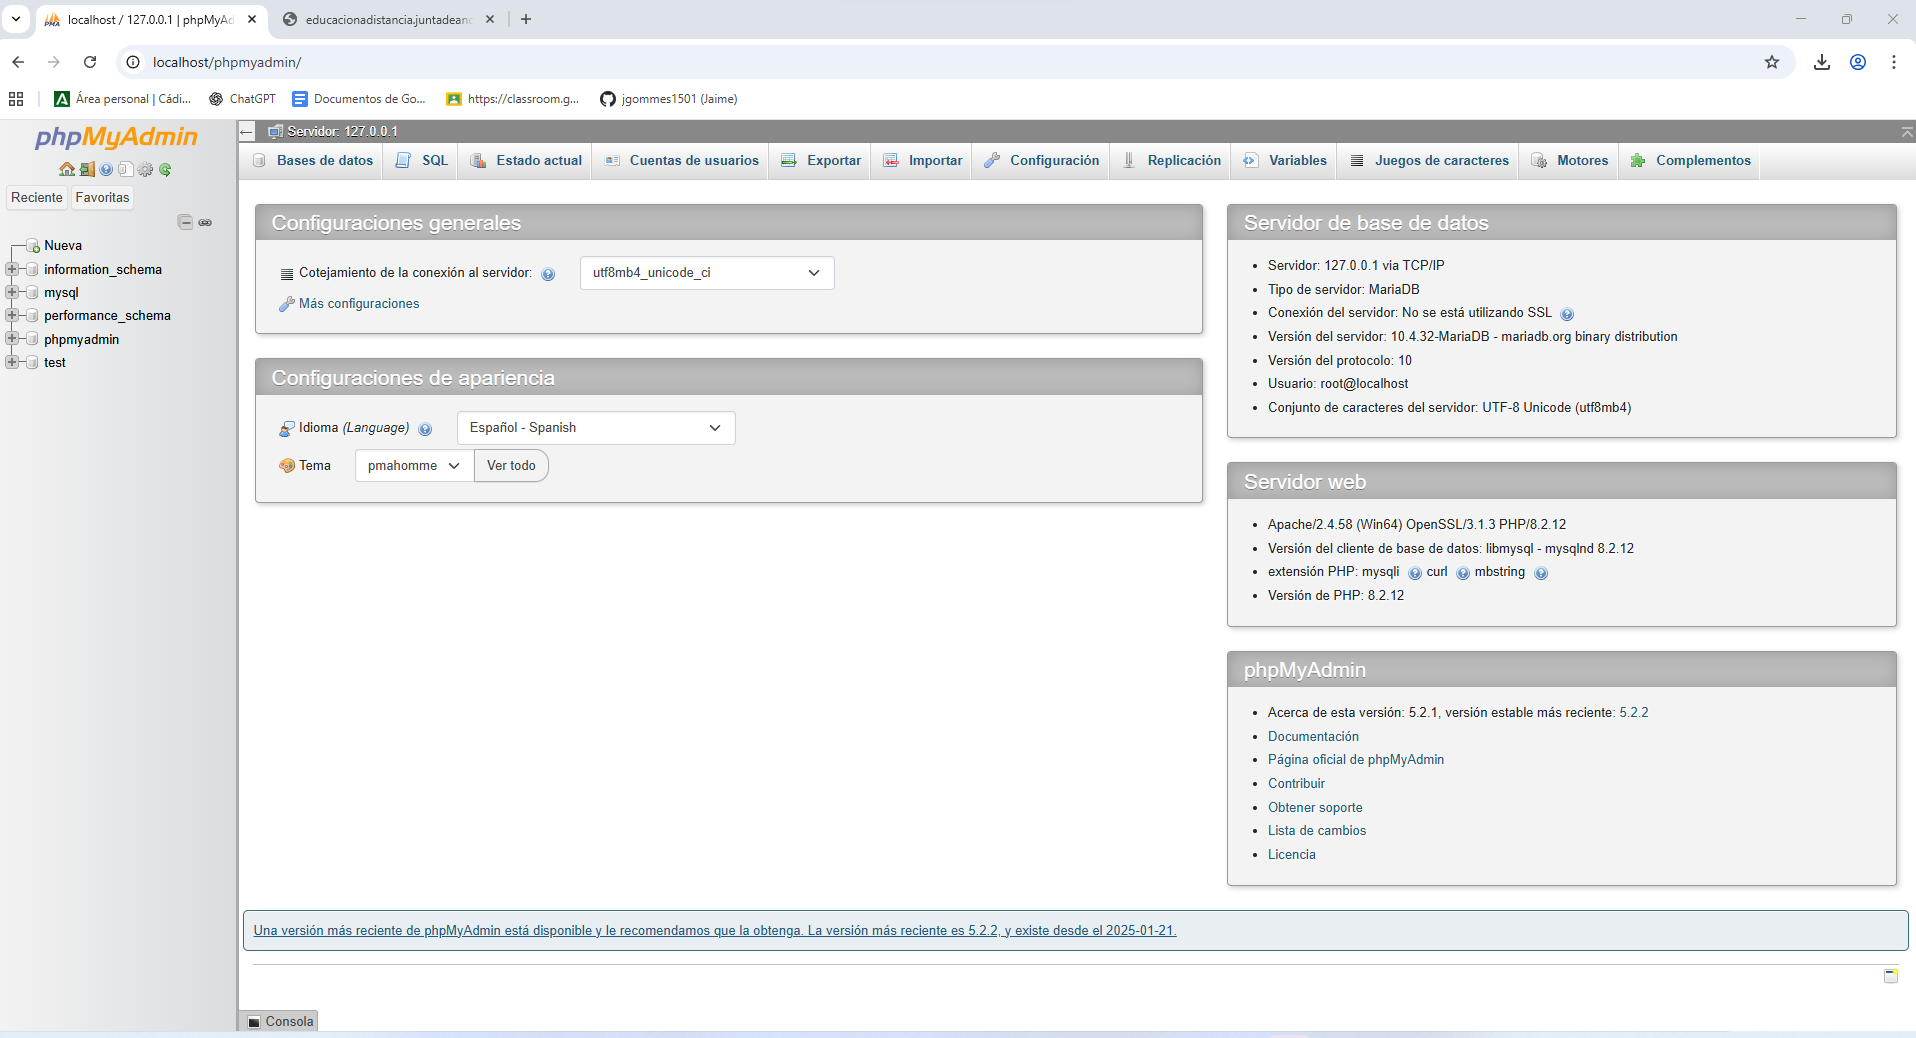 localhost / 127.0.0.1 | phpMyAd
educacionadistancia.juntadeand
localhost/phpmyadmin/
Área personal | Cádi...
ChatGPT
Documentos de Go...
https://classroom.g...
jgommes1501 (Jaime)
phpMyAdmin
Reciente
Favoritas
Nueva
information_schema
mysql
performance_schema
phpmyadmin
test
Servidor: 127.0.0.1
Bases de datos
SQL
Estado actual
Cuentas de usuarios
Exportar
Importar
Configuración
Replicación
Variables
Juegos de caracteres
Motores
Complementos
Configuraciones generales
Cotejamiento de la conexión al servidor:
utf8mb4_unicode_ci
Más configuraciones
Configuraciones de apariencia
Idioma (Language)
Español - Spanish
Tema
pmahomme
Ver todo
Servidor de base de datos
Servidor: 127.0.0.1 via TCP/IP
Tipo de servidor: MariaDB
Conexión del servidor: No se está utilizando SSL
Versión del servidor: 10.4.32-MariaDB - mariadb.org binary distribution
Versión del protocolo: 10
Usuario: root@localhost
Conjunto de caracteres del servidor: UTF-8 Unicode (utf8mb4)
Servidor web
Apache/2.4.58 (Win64) OpenSSL/3.1.3 PHP/8.2.12
Versión del cliente de base de datos: libmysql - mysqlnd 8.2.12
extensión PHP: mysqli curl mbstring
Versión de PHP: 8.2.12
phpMyAdmin
Acerca de esta versión: 5.2.1, versión estable más reciente: 5.2.2
Documentación
Página oficial de phpMyAdmin
Contribuir
Obtener soporte
Lista de cambios
Licencia
Una versión más reciente de phpMyAdmin está disponible y le recomendamos que la obtenga. La versión más reciente es 5.2.2, y existe desde el 2025-01-21.
Consola